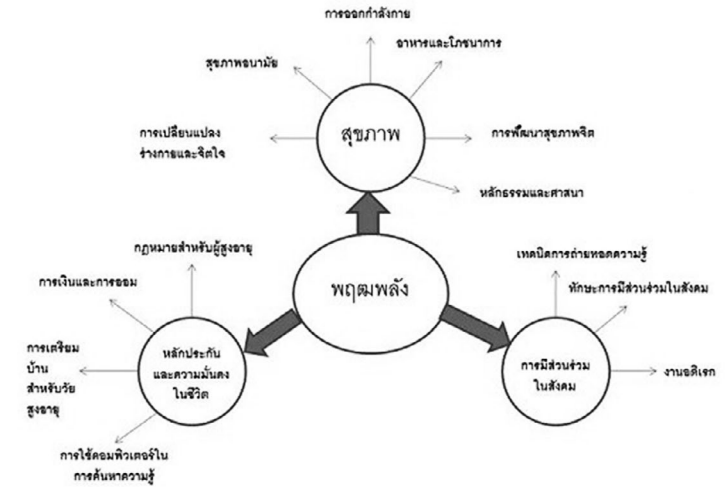 การออกกำลังกาย
อาหารและโภชนาการ
สุขภาพอนามัย
สุขภาพ
การเปลี่ยนแปลง
ร่างกายและจิตใจ
การพัฒนาสุขภาพจิต
หลักธรรมและศาสนา
พฤฒพลัง
กฎหมายสำหรับผู้สูงอายุ
การเงินและการออม
การเตรียม
บ้าน
สำหรับวัย
สูงอายุ
หลักประกัน
และความมั่นคง
ในชีวิต
การใช้คอมพิวเตอร์ใน
การค้นหาความรู้
เทคนิคการถ่ายทอดความรู้
ทักษะการมีส่วนร่วมในสังคม
การมีส่วนร่วม
ในสังคม
งานอดิเรก